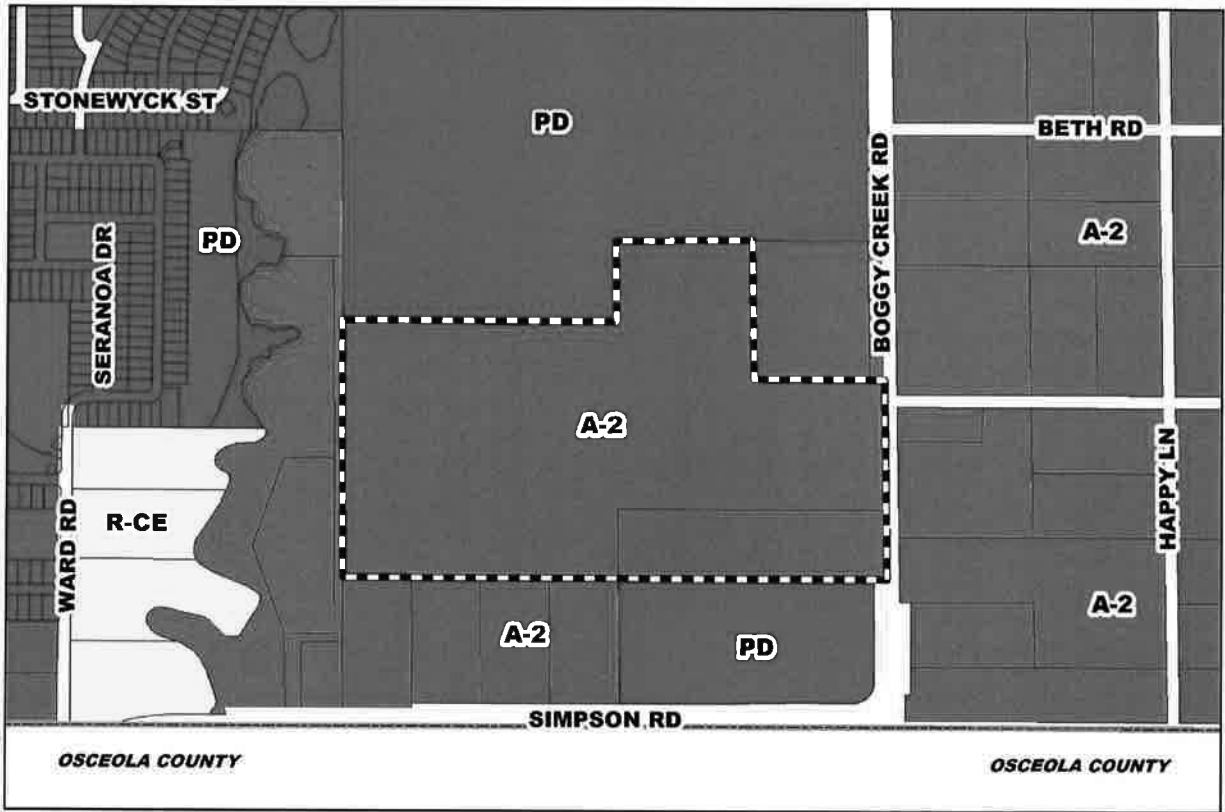 STONEWYCK ST
PD
BETH RD
BOGGY CREEK RD
A-2
PD
SERANOA DR
A-2
HAPPY LN
R-CE
WARD RD
A-2
A-2
PD
SIMPSON RD
OSCEOLA COUNTY
OSCEOLA COUNTY